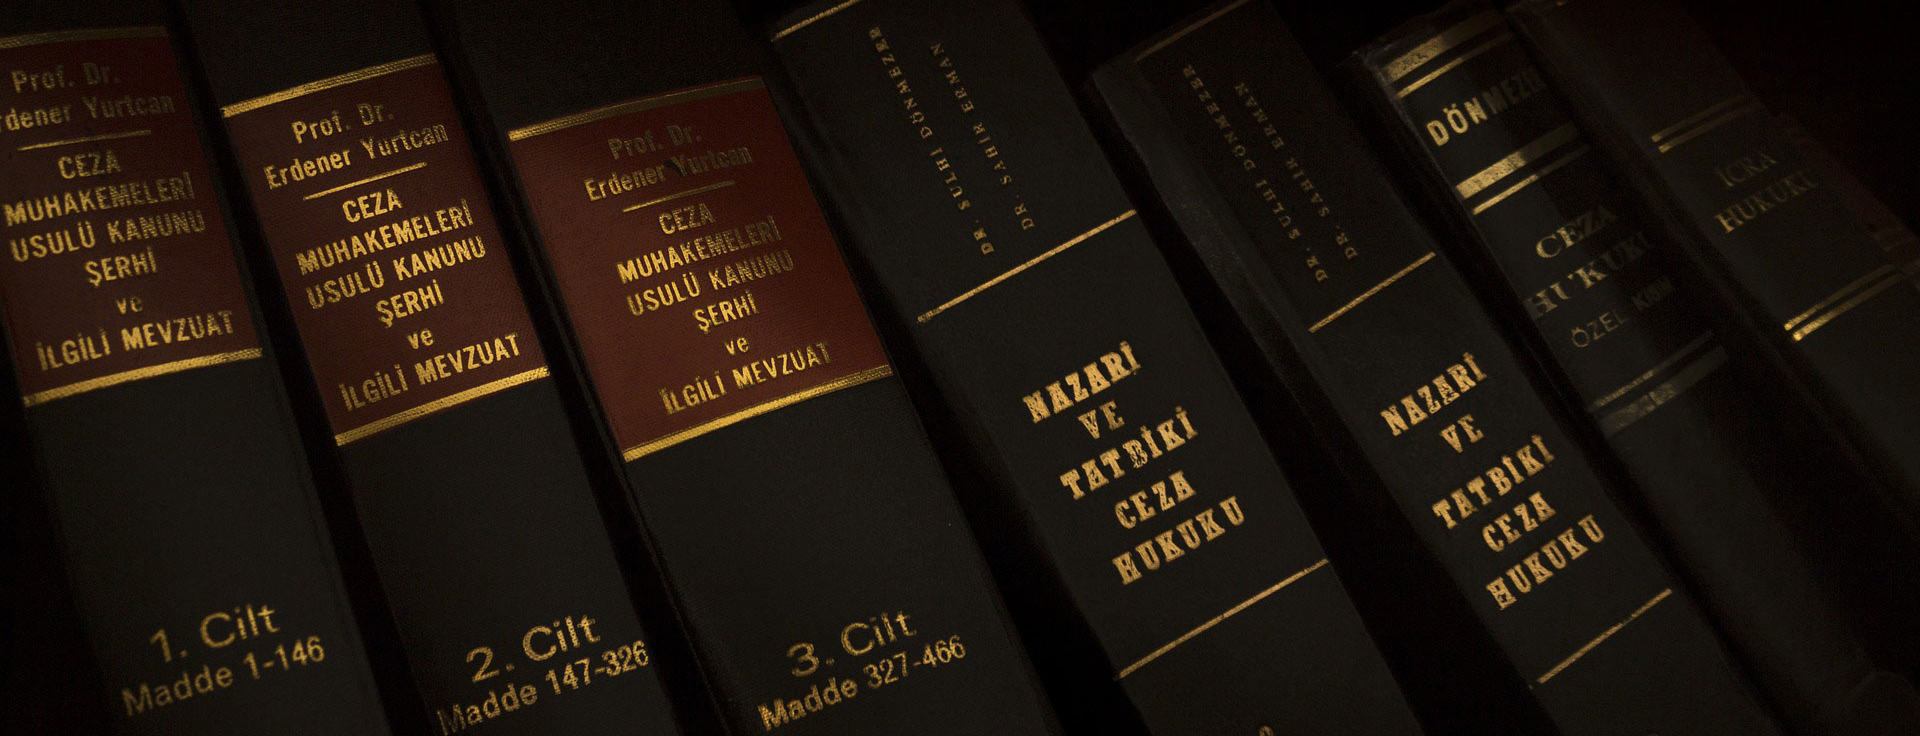 Prof. Dr.
Erdener Yurtcan
CEZA
MUHAKEMELERİ
USULÜ KANUNU
ŞERHİ
ve
İLGİLİ MEVZUAT
1. Cilt
Madde 1-146
Prof. Dr.
Erdener Yurtcan
CEZA
MUHAKEMELERİ
USULÜ KANUNU
ŞERHİ
ve
İLGİLİ MEVZUAT
2. Cilt
Madde 147-326
Prof. Dr.
Erdener Yurtcan
CEZA
MUHAKEMELERİ
USULÜ KANUNU
ŞERHİ
ve
İLGİLİ MEVZUAT
3. Cilt
Madde 327-466
DR. SULHİ DÖNMEZER
DR. SAHİR ERMAN
NAZARİ
VE
TATBİKİ
CEZA
HUKUKU
DR. SULHİ DÖNMEZER
DR. SAHİR ERMAN
NAZARİ
VE
TATBİKİ
CEZA
HUKUKU
DÖNMEZER
CEZA
HUKUKU
ÖZEL KISIM
İCRA
HUKUKU